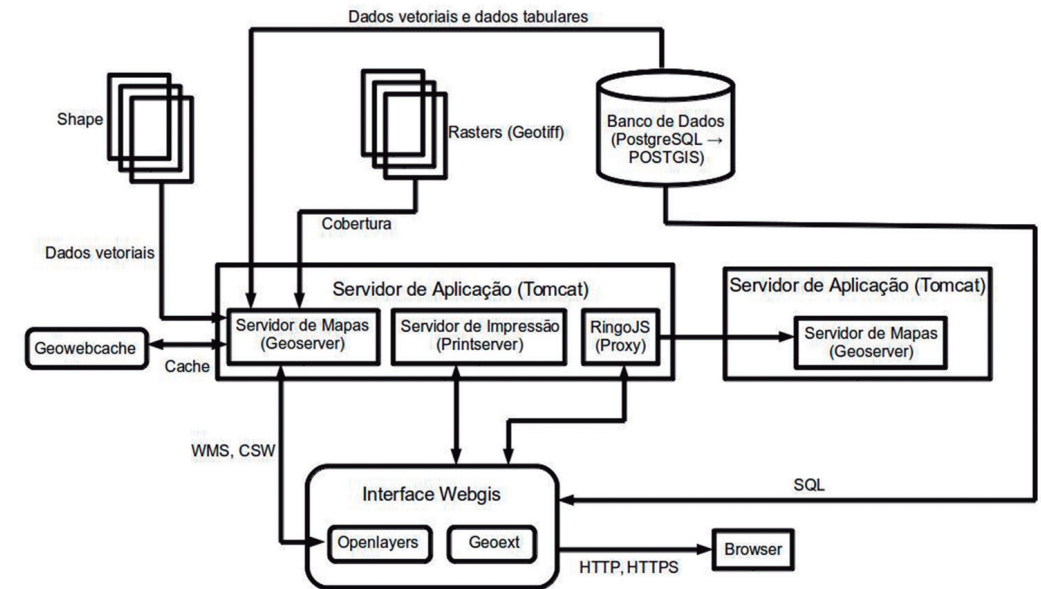 Dados vetoriais e dados tabulares
Shape
Rasters (Geotiff)
Banco de Dados
(PostgreSQL →
POSTGIS)
Cobertura
Dados vetoriais
Servidor de Aplicação (Tomcat)
Servidor de Mapas
(Geoserver)
Servidor de Impressão
(Printserver)
RingoJS
(Proxy)
Servidor de Aplicação (Tomcat)
Servidor de Mapas
(Geoserver)
Geowebcache
Cache
WMS, CSW
Interface Webgis
Openlayers
Geoext
SQL
HTTP, HTTPS
Browser